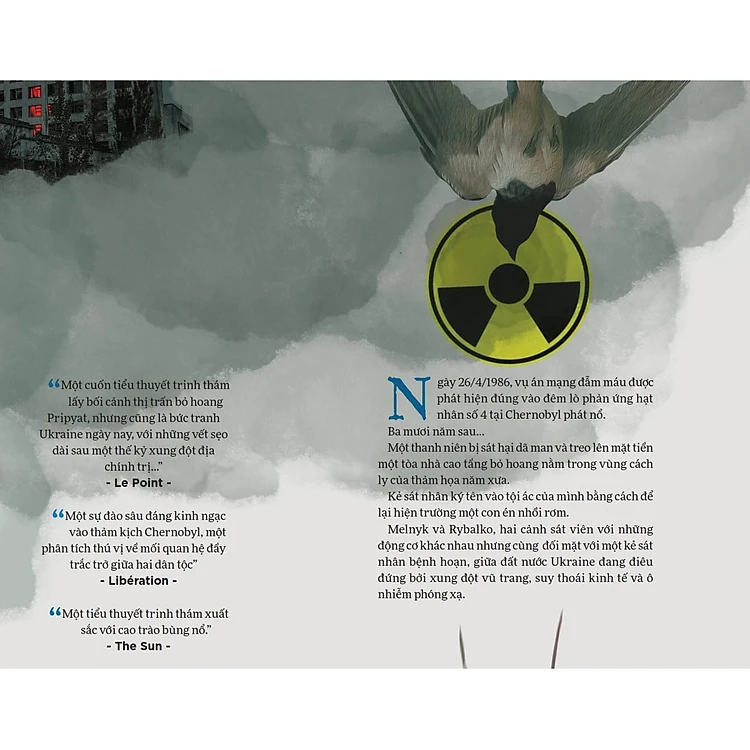 “Một cuốn tiểu thuyết trinh thám
lấy bối cảnh thị trấn bỏ hoang
Pripyat, nhưng cũng là bức tranh
Ukraine ngày nay, với những vết sẹo
dài sau một thế kỷ xung đột địa
chính trị...”
- Le Point -
“Một sự đào sâu đáng kinh ngạc
vào thảm kịch Chernobyl, một
phân tích thú vị về mối quan hệ đầy
trắc trở giữa hai dân tộc”
- Libération -
“Một tiểu thuyết trinh thám xuất
sắc với cao trào bùng nổ.”
- The Sun -
Ngày 26/4/1986, vụ án mạng đẫm máu được
phát hiện đúng vào đêm lò phản ứng hạt
nhân số 4 tại Chernobyl phát nổ.
Ba mươi năm sau...
Một thanh niên bị sát hại dã man và treo lên mặt tiền
một tòa nhà cao tầng bỏ hoang nằm trong vùng cách
ly của thảm họa năm xưa.
Kẻ sát nhân ký tên vào tội ác của mình bằng cách để
lại hiện trường một con én nhồi rơm.
Melnyk và Rybalko, hai cảnh sát viên với những
động cơ khác nhau nhưng cùng đối mặt với một kẻ sát
nhân bệnh hoạn, giữa đất nước Ukraine đang điêu
đứng bởi xung dột vũ trang, suy thoái kinh tế và ô
nhiễm phóng xạ.